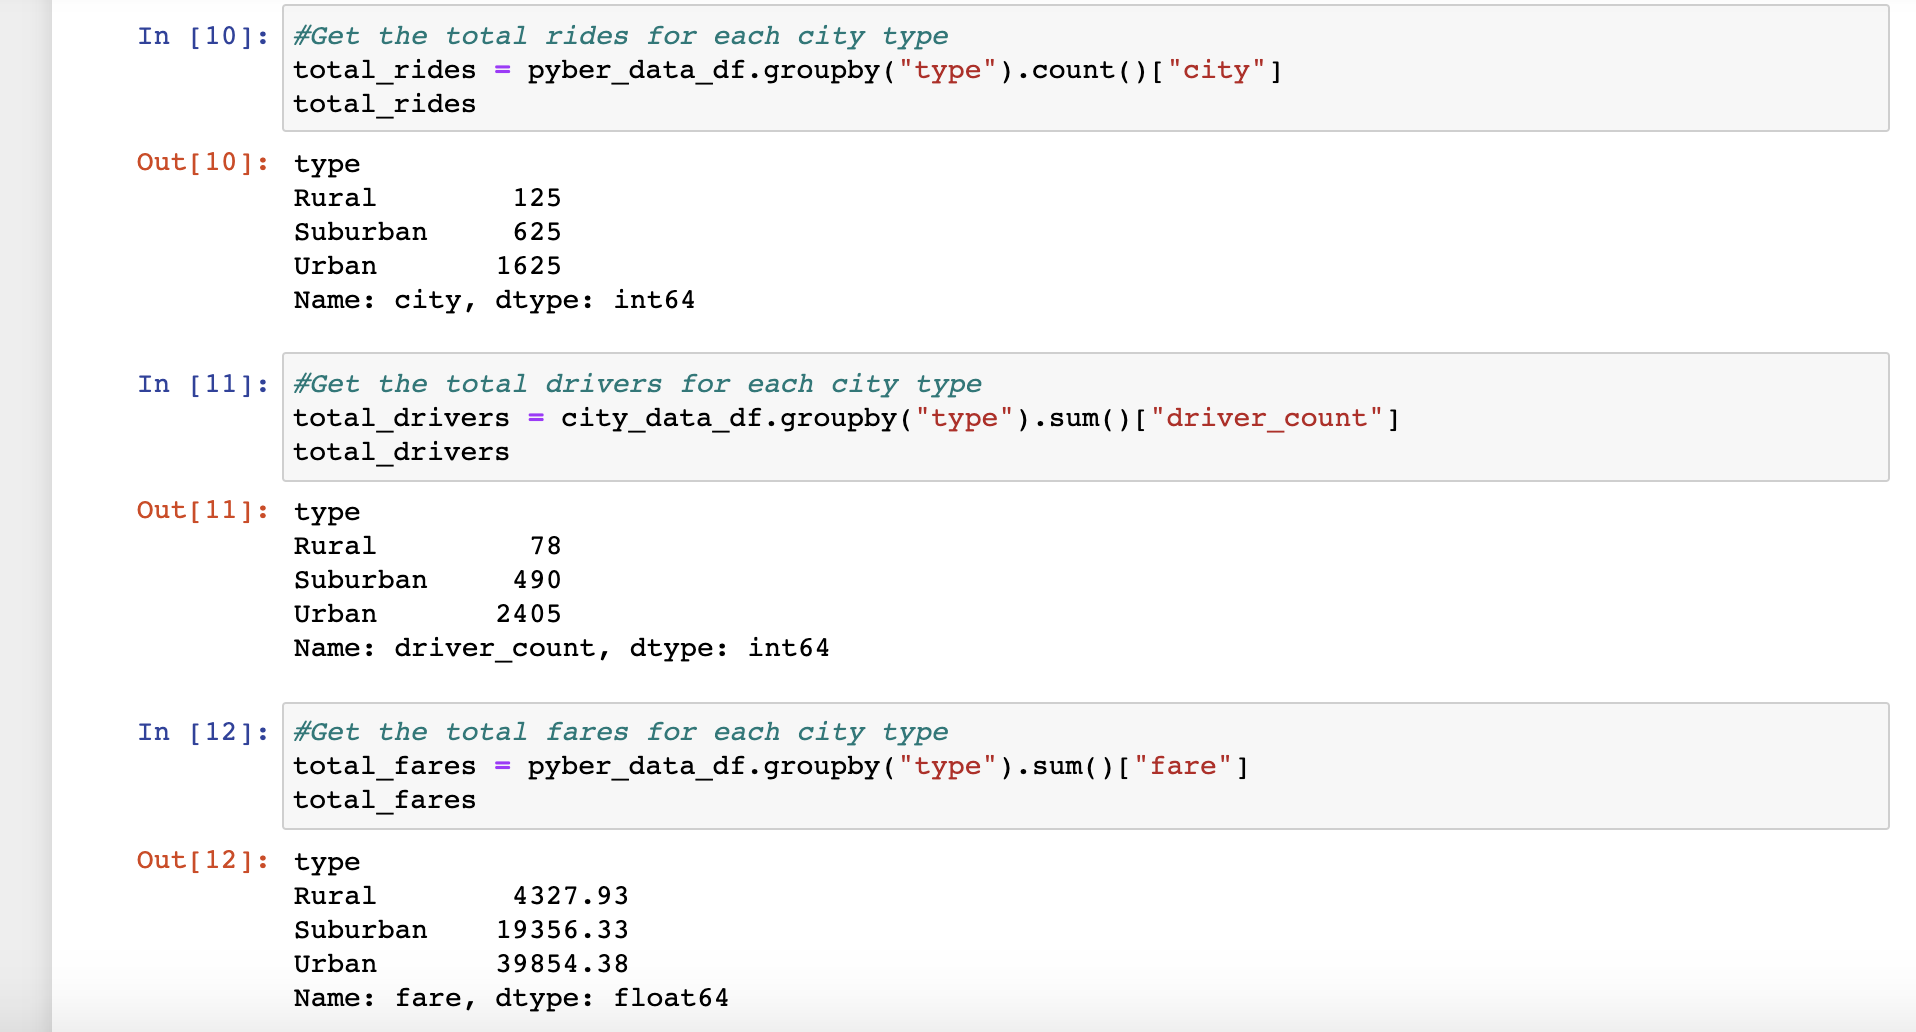 In [10]: #Get the total rides for each city type
total_rides = pyber_data_df.groupby("type").count()["city"]
total_rides
Out[10]: type
Rural        125
Suburban     625
Urban       1625
Name: city, dtype: int64
In [11]: #Get the total drivers for each city type
total_drivers = city_data_df.groupby("type").sum()["driver_count"]
total_drivers
Out[11]: type
Rural         78
Suburban     490
Urban       2405
Name: driver_count, dtype: int64
In [12]: #Get the total fares for each city type
total_fares = pyber_data_df.groupby("type").sum()["fare"]
total_fares
Out[12]: type
Rural        4327.93
Suburban    19356.33
Urban       39854.38
Name: fare, dtype: float64